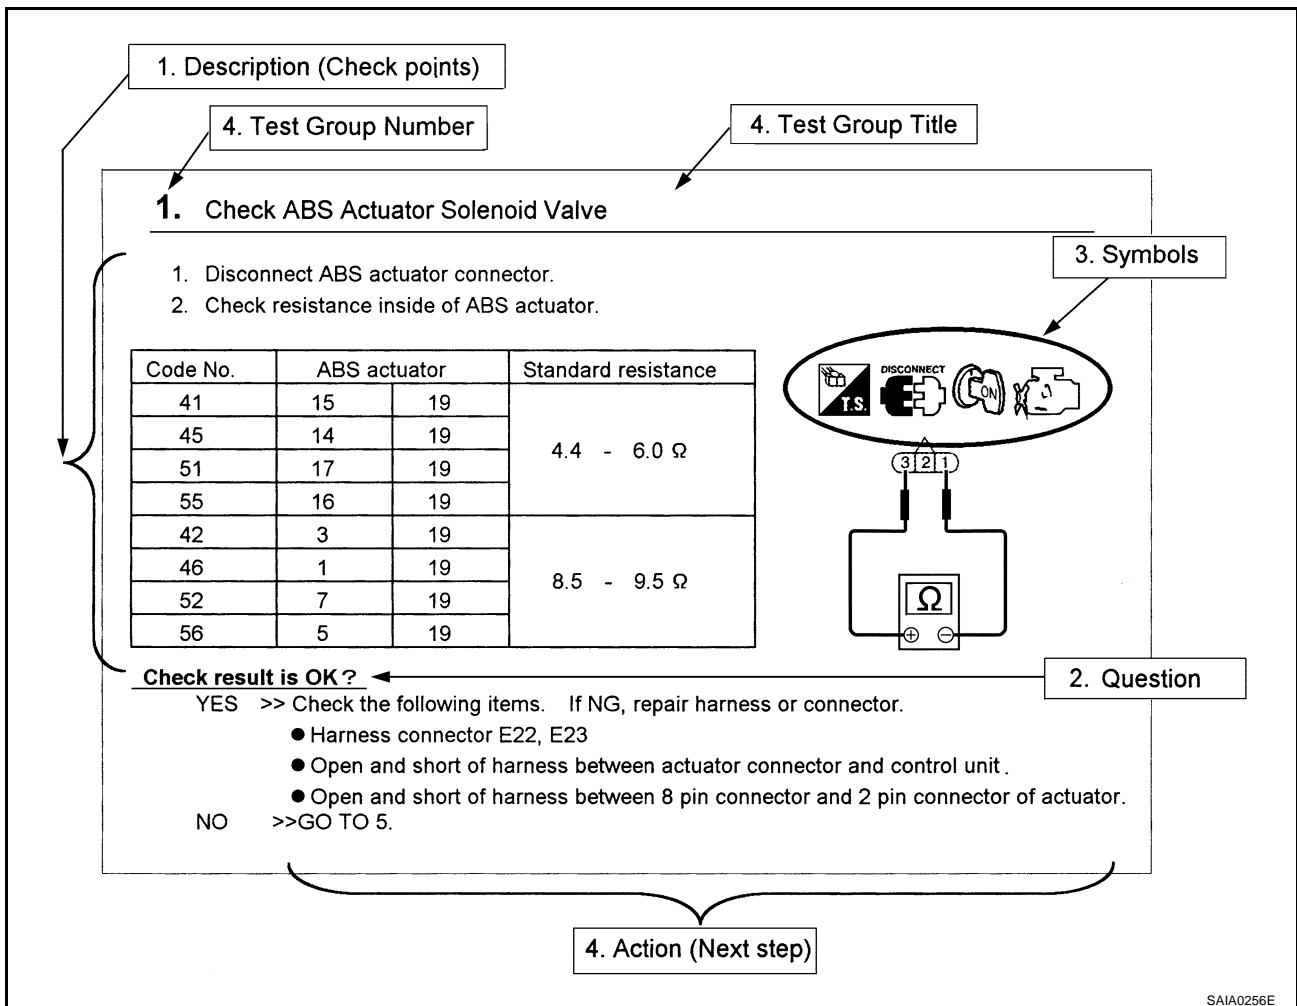 1. Description (Check points)
4. Test Group Number
4. Test Group Title
1. Check ABS Actuator Solenoid Valve
3. Symbols
1. Disconnect ABS actuator connector.
2. Check resistance inside of ABS actuator.
Code No. ABS actuator Standard resistance
41 15 19
45 14 19
4.4 - 6.0 Ω
51 17 19
55 16 19
42 3 19
46 1 19
8.5 - 9.5 Ω
52 7 19
56 5 19
DISCONNECT
T.S.
ON
3 2 1
Ω
⊕ ⊖
Check result is OK?
2. Question
YES >> Check the following items. If NG, repair harness or connector.
● Harness connector E22, E23
● Open and short of harness between actuator connector and control unit.
● Open and short of harness between 8 pin connector and 2 pin connector of actuator.
NO >>GO TO 5.
4. Action (Next step)
SAIA0256E